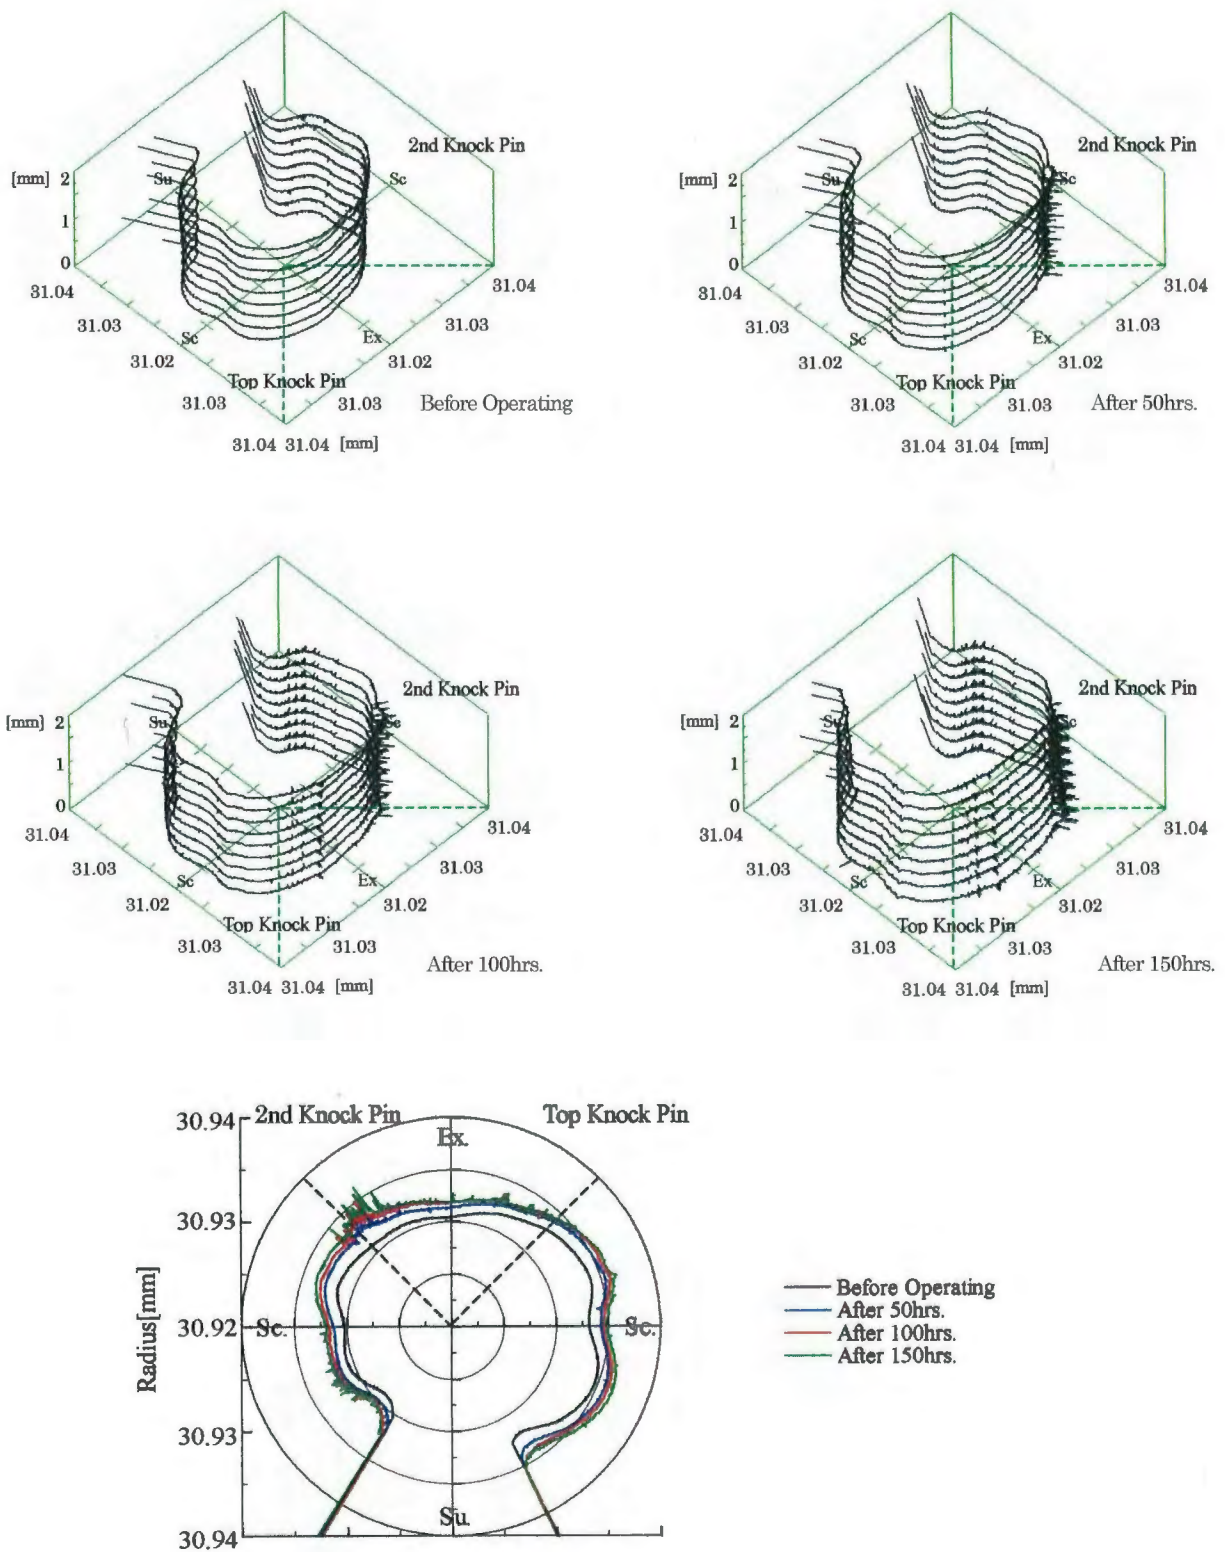 2nd Knock Pin
[mm] 2
Su
Sc
1
0
31.04
31.04
31.03
31.03
Sc
Ex
31.02
31.02
Top Knock Pin
31.03
31.03
Before Operating
31.04 31.04 [mm]
2nd Knock Pin
[mm] 2
Su
Sc
1
0
31.04
31.04
31.03
31.03
Sc
Ex
31.02
31.02
Top Knock Pin
31.03
31.03
After 50hrs.
31.04 31.04 [mm]
2nd Knock Pin
[mm] 2
Su
Sc
1
0
31.04
31.04
31.03
31.03
Sc
Ex
31.02
31.02
Top Knock Pin
31.03
31.03
After 100hrs.
31.04 31.04 [mm]
2nd Knock Pin
[mm] 2
Su
Sc
1
0
31.04
31.04
31.03
31.03
Sc
Ex
31.02
31.02
Top Knock Pin
31.03
31.03
After 150hrs.
31.04 31.04 [mm]
30.94
2nd Knock Pin
Top Knock Pin
Ex.
30.93
Radius[mm]
30.92
Sc.
Sc.
30.93
Su.
30.94
Before Operating
After 50hrs.
After 100hrs.
After 150hrs.